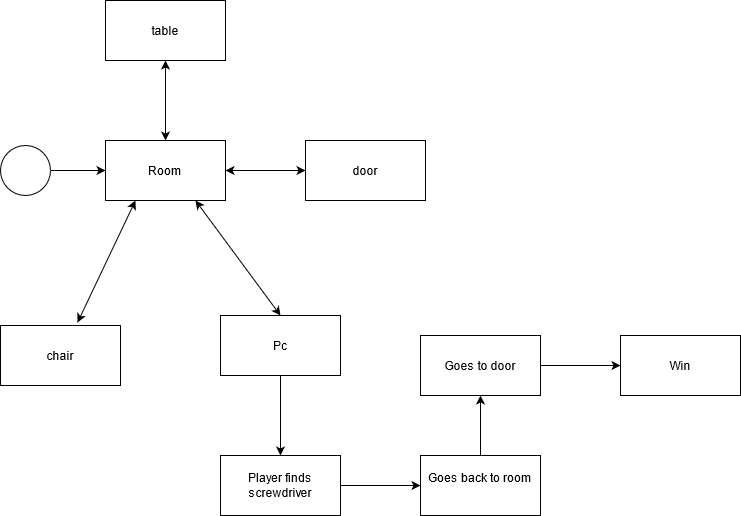 table
Room
door
chair
Pc
Goes to door
Win
Player finds
screwdriver
Goes back to room